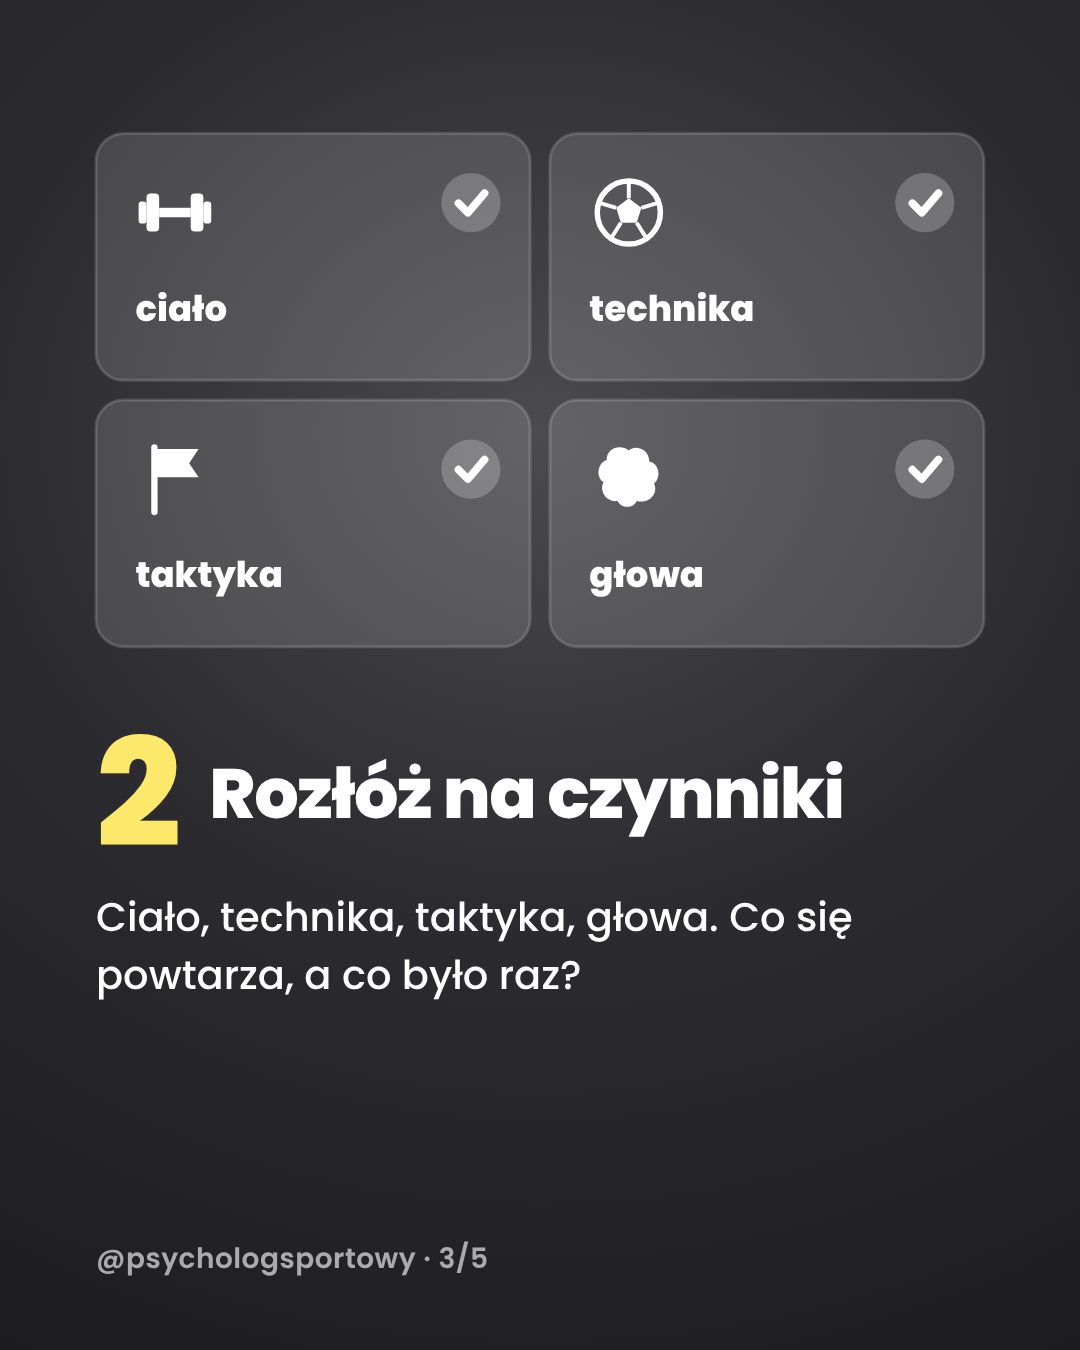 ciało
technika
taktyka
głowa
2 Rozłóż na czynniki
Ciało, technika, taktyka, głowa. Co się
powtarza, a co było raz?
@psychologsportowy · 3/5